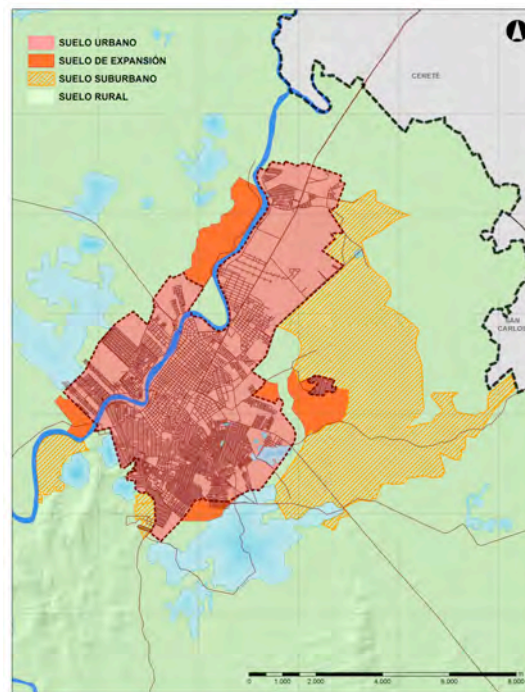 SUELO URBANO
SUELO DE EXPANSIÓN
SUELO SUBURBANO
SUELO RURAL
CERETÉ
SAN
CARLOS
0 1.000 2.000 4.000 6.000 8.000